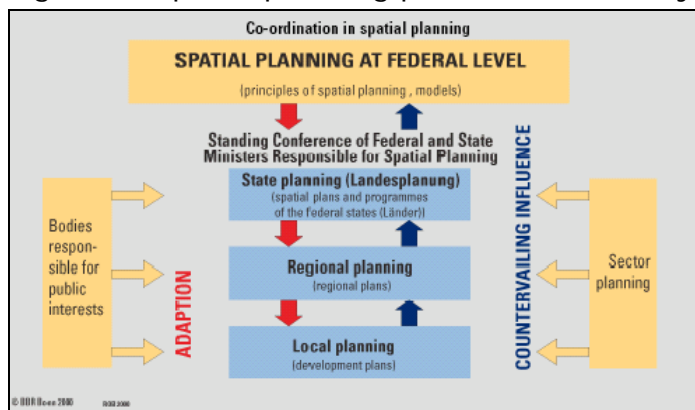 Co-ordination in spatial planning
SPATIAL PLANNING AT FEDERAL LEVEL
(principles of spatial planning , models)
Standing Conference of Federal and State
Ministers Responsible for Spatial Planning
State planning (Landesplanung)
(spatial plans and programmes
of the federal states (Länder))
Bodies
respon-
sible for
public
interests
ADAPTION
Regional planning
(regional plans)
COUNTERVAILING INFLUENCE
Sector
planning
Local planning
(development plans)
© BBR Bonn 2000
ROB 2000